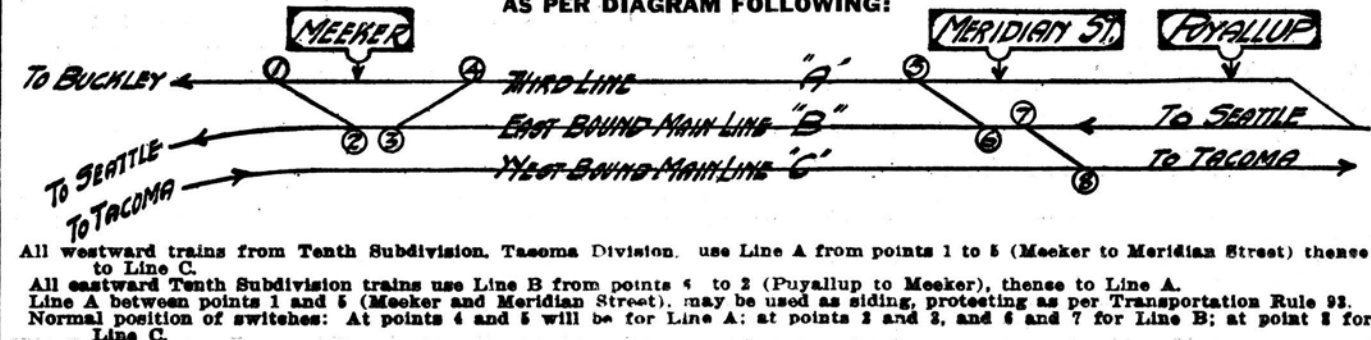 AS PER DIAGRAM FOLLOWING:
MEEKER MERIDIAN ST. PUYALLUP
1 4 5
TO BUCKLEY THIRD LINE "A"
7
2 3 EAST BOUND MAIN LINE "B" 6 TO SEATTLE
TO SEATTLE WEST BOUND MAIN LINE "C" TO TACOMA
8
TO TACOMA
All westward trains from Tenth Subdivision, Tacoma Division, use Line A from points 1 to 5 (Meeker to Meridian Street) thense
to Line C.
All eastward Tenth Subdivision trains use Line B from points to 2 (Puyallup to Meeker), thense to Line A.
Line A between points 1 and 5 (Meeker and Meridian Street), may be used as siding, protecting as per Transportation Rule 93.
Normal position of switches: At points 4 and 5 will be for Line A; at points 2 and 3, and 6 and 7 for Line B; at point 8 for
Line C.